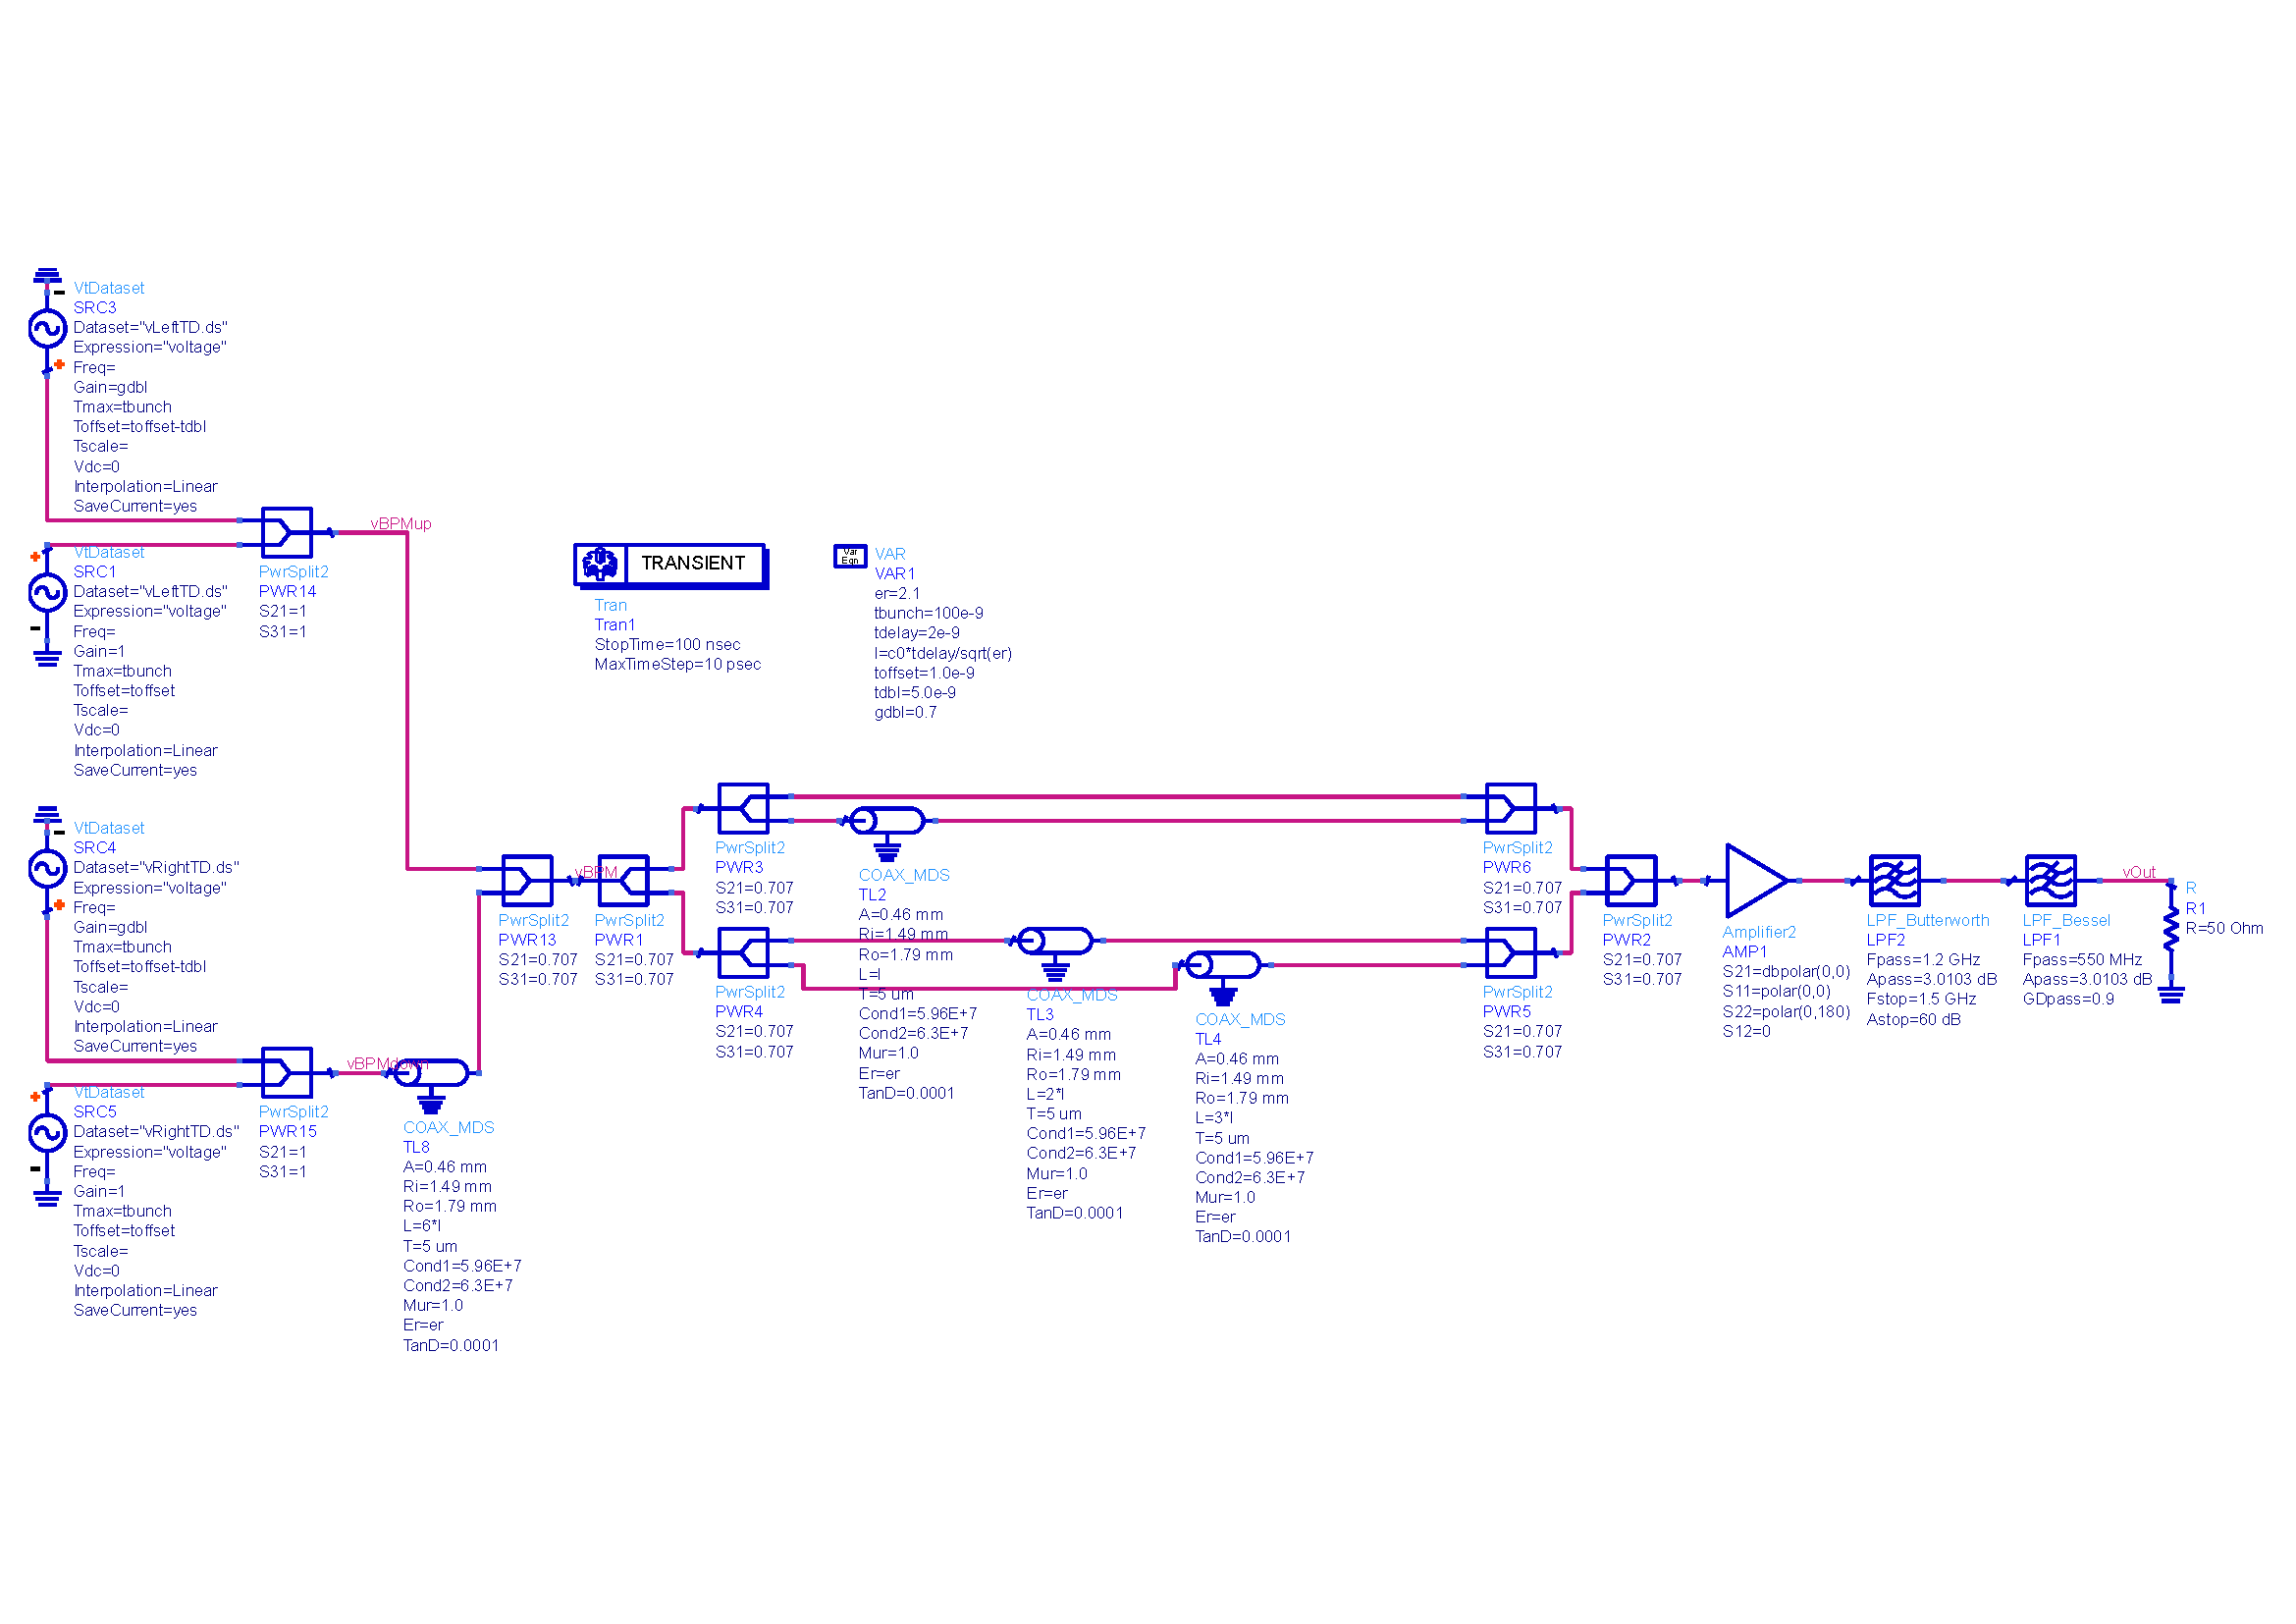 VtDataset
SRC3
Dataset="vLeftTD.ds"
Expression="voltage"
Freq=
Gain=gdbl
Tmax=tbunch
Toffset=toffset-tdbl
Tscale=
Vdc=0
Interpolation=Linear
SaveCurrent=yes
VtDataset
SRC1
Dataset="vLeftTD.ds"
Expression="voltage"
Freq=
Gain=1
Tmax=tbunch
Toffset=toffset
Tscale=
Vdc=0
Interpolation=Linear
SaveCurrent=yes
PwrSplit2
PWR14
S21=1
S31=1
vBPMup
TRANSIENT
Tran
Tran1
StopTime=100 nsec
MaxTimeStep=10 psec
Var
Eqn
VAR
VAR1
er=2.1
tbunch=100e-9
tdelay=2e-9
l=c0*tdelay/sqrt(er)
toffset=1.0e-9
tdbl=5.0e-9
gdbl=0.7
VtDataset
SRC4
Dataset="vRightTD.ds"
Expression="voltage"
Freq=
Gain=gdbl
Tmax=tbunch
Toffset=toffset-tdbl
Tscale=
Vdc=0
Interpolation=Linear
SaveCurrent=yes
VtDataset
SRC5
Dataset="vRightTD.ds"
Expression="voltage"
Freq=
Gain=1
Tmax=tbunch
Toffset=toffset
Tscale=
Vdc=0
Interpolation=Linear
SaveCurrent=yes
PwrSplit2
PWR15
S21=1
S31=1
vBPMdown
COAX_MDS
TL8
A=0.46 mm
Ri=1.49 mm
Ro=1.79 mm
L=6*l
T=5 um
Cond1=5.96E+7
Cond2=6.3E+7
Mur=1.0
Er=er
TanD=0.0001
PwrSplit2
PWR13
S21=0.707
S31=0.707
vBPM
PwrSplit2
PWR1
S21=0.707
S31=0.707
PwrSplit2
PWR3
S21=0.707
S31=0.707
PwrSplit2
PWR4
S21=0.707
S31=0.707
COAX_MDS
TL2
A=0.46 mm
Ri=1.49 mm
Ro=1.79 mm
L=l
T=5 um
Cond1=5.96E+7
Cond2=6.3E+7
Mur=1.0
Er=er
TanD=0.0001
COAX_MDS
TL3
A=0.46 mm
Ri=1.49 mm
Ro=1.79 mm
L=2*l
T=5 um
Cond1=5.96E+7
Cond2=6.3E+7
Mur=1.0
Er=er
TanD=0.0001
COAX_MDS
TL4
A=0.46 mm
Ri=1.49 mm
Ro=1.79 mm
L=3*l
T=5 um
Cond1=5.96E+7
Cond2=6.3E+7
Mur=1.0
Er=er
TanD=0.0001
PwrSplit2
PWR6
S21=0.707
S31=0.707
PwrSplit2
PWR5
S21=0.707
S31=0.707
PwrSplit2
PWR2
S21=0.707
S31=0.707
Amplifier2
AMP1
S21=dbpolar(0,0)
S11=polar(0,0)
S22=polar(0,180)
S12=0
LPF_Butterworth
LPF2
Fpass=1.2 GHz
Apass=3.0103 dB
Fstop=1.5 GHz
Astop=60 dB
LPF_Bessel
LPF1
Fpass=550 MHz
Apass=3.0103 dB
GDpass=0.9
vOut
R
R1
R=50 Ohm